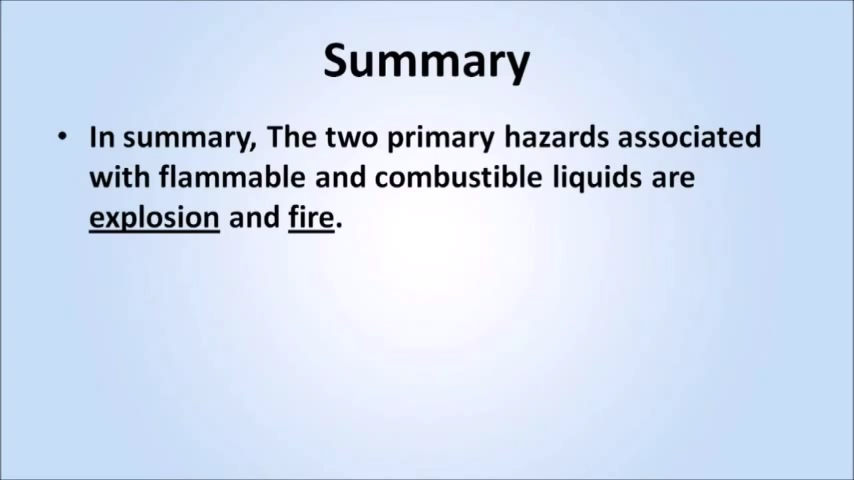 Summary
• In summary, The two primary hazards associated
with flammable and combustible liquids are
explosion and fire.